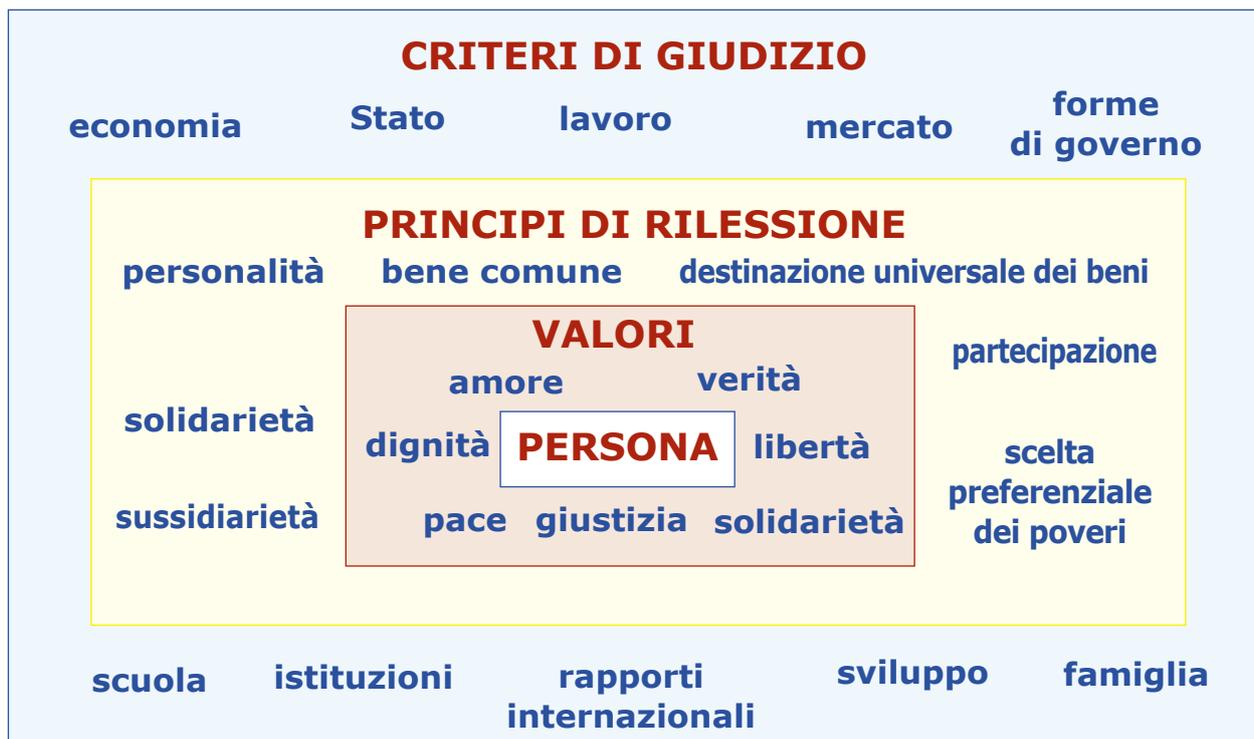 CRITERI DI GIUDIZIO
economia Stato lavoro mercato forme
di governo
PRINCIPI DI RILESSIONE
personalità bene comune destinazione universale dei beni
VALORI
partecipazione
amore verità
solidarietà
dignità PERSONA libertà
scelta
preferenziale
dei poveri
sussidiarietà
pace giustizia solidarietà
scuola istituzioni rapporti
internazionali
sviluppo famiglia